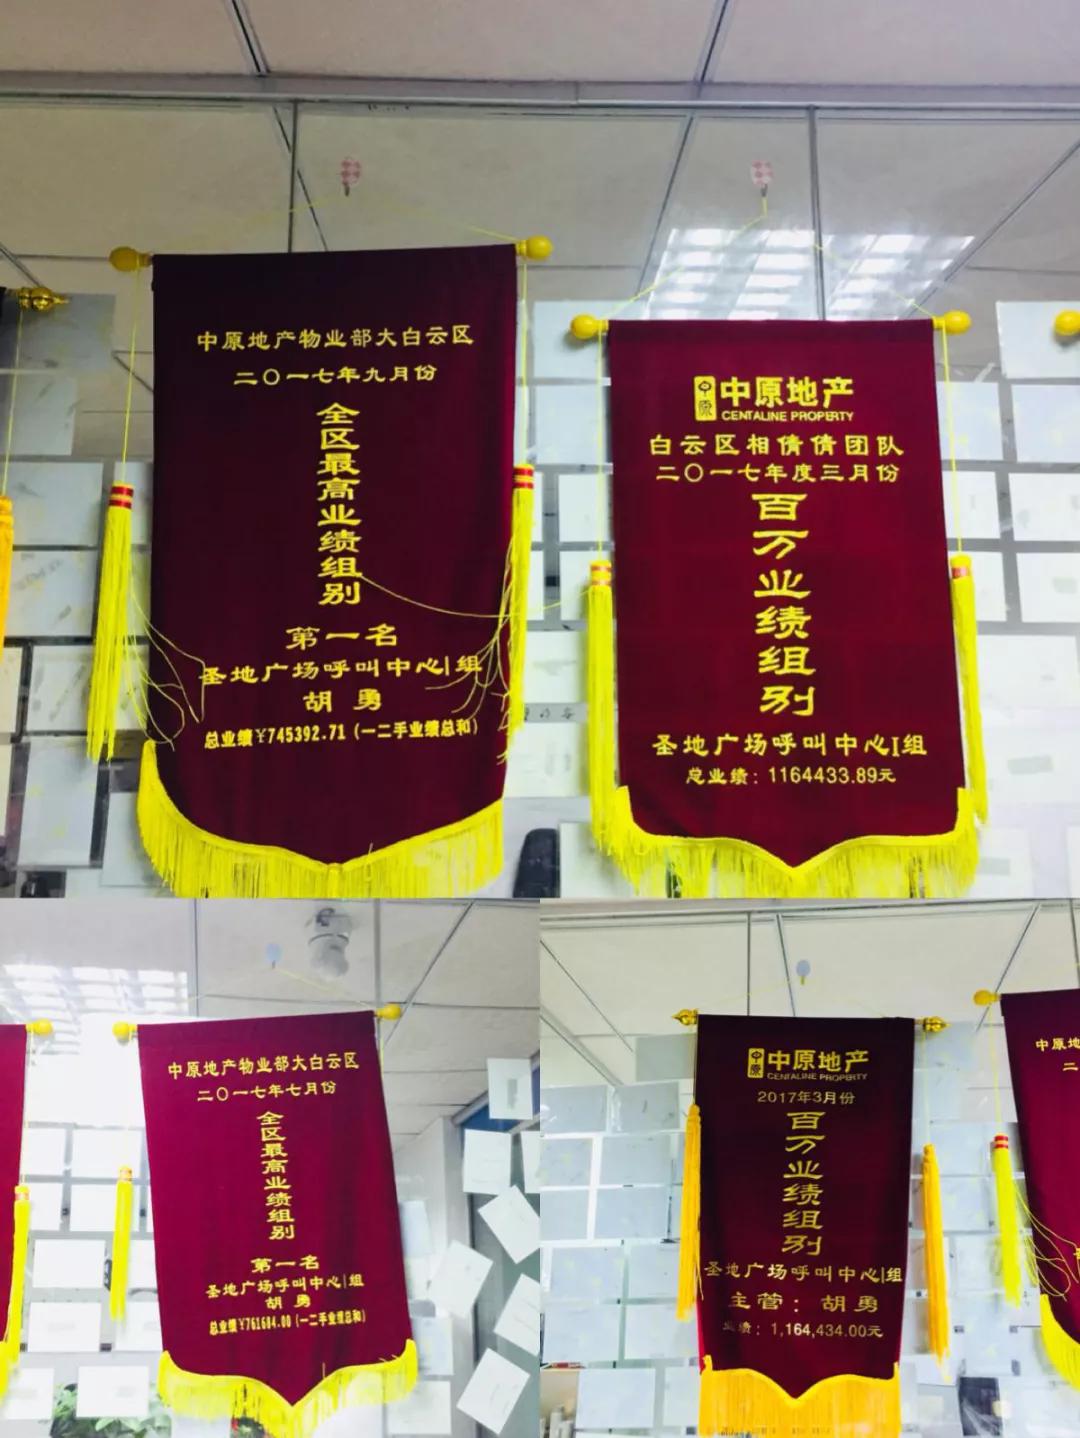 中原地产物业部大白云区
二〇一七年九月份
全区最高业绩组别
第一名
圣地广场呼叫中心I组
胡 勇
总业绩¥745392.71(一二手业绩总和)
中原
中原地产
CENTALINE PROPERTY
白云区相倩倩团队
二〇一七年度三月份
百万业绩组别
圣地广场呼叫中心I组
总业绩：1164433.89元
中原地产物业部大白云区
二〇一七年七月份
全区最高业绩组别
第一名
圣地广场呼叫中心I组
胡 勇
总业绩¥761684.00(一二手业绩总和)
中原
中原地产
CENTALINE PROPERTY
2017年3月份
百万业绩组别
圣地广场呼叫中心I组
主管：胡勇
业绩：1,164,434.00元
中原地
二